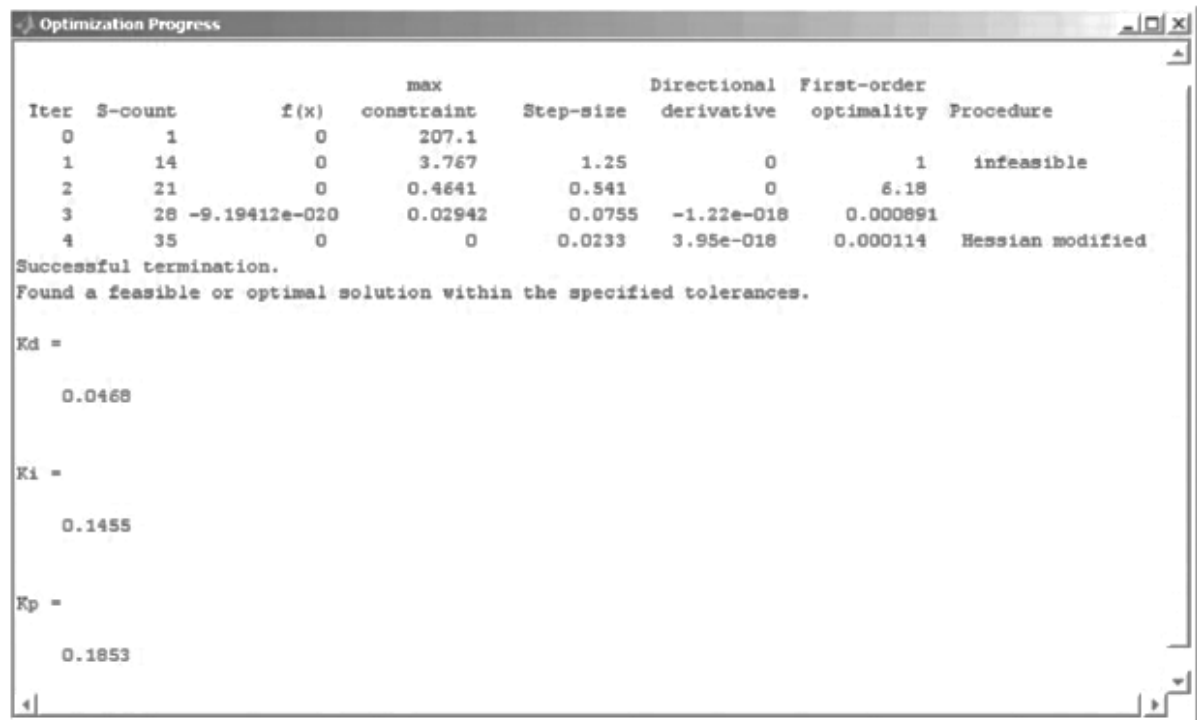 Optimization Progress
max Directional First-order
Iter S-count f(x) constraint Step-size derivative optimality Procedure
0 1 0 207.1
1 14 0 3.767 1.25 0 1 infeasible
2 21 0 0.4641 0.541 0 6.18
3 28 -9.19412e-020 0.02942 0.0755 -1.22e-018 0.000891
4 35 0 0 0.0233 3.95e-018 0.000114 Hessian modified
Successful termination.
Found a feasible or optimal solution within the specified tolerances.
Kd =
0.0468
Ki =
0.1455
Kp =
0.1853